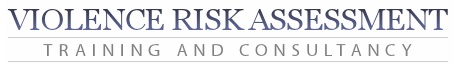 VIOLENCE RISK ASSESSMENT
TRAINING AND CONSULTANCY